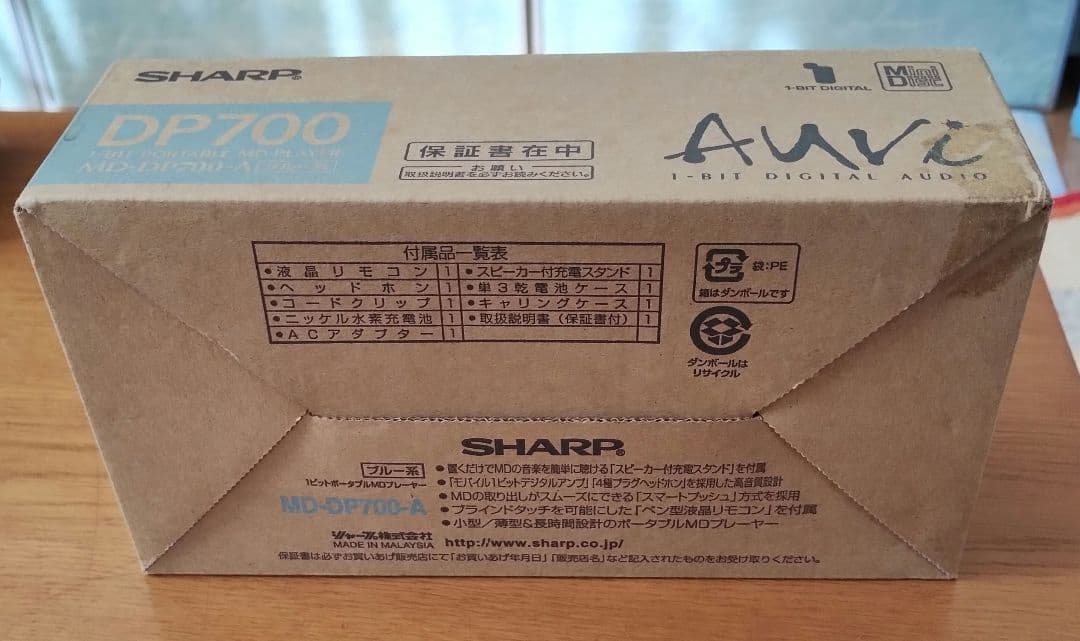 SHARP®
1-BIT DIGITAL
Mini Disc
DP700
1-BIT PORTABLE MD PLAYER
MD-DP700-A
保証書在中
お願い
取扱説明書を必ずお読みください。
Auvi
1-BIT DIGITAL AUDIO
付属品一覧表
●液晶リモコン 1 ●スピーカー付充電スタンド 1
●ヘッドホン 1 ●単3乾電池ケース 1
●コードクリップ 1 ●キャリングケース 1
●ニッケル水素充電池 1 ●取扱説明書(保証書付) 1
●ACアダプター 1
プラ 袋:PE
箱はダンボールです
ダンボールは
リサイクル
SHARP®
ブルー系
1ビットポータブルMDプレーヤー
MD-DP700-A
●置くだけでMDの音楽を簡単に聴ける「スピーカー付充電スタンド」を付属
●「モバイル1ビットデジタルアンプ」「4極プラグヘッドホン」を採用した高音質設計
●MDの取り出しがスムーズにできる「スマートプッシュ」方式を採用
●ブラインドタッチを可能にした「ペン型液晶リモコン」を付属
●小型/薄型&長時間設計のポータブルMDプレーヤー
シャープ株式会社
MADE IN MALAYSIA http://www.sharp.co.jp/
保証書は必ずお買いあげ販売店にて「お買いあげ年月日」「販売店名」など記入されたものをお受け取りください。